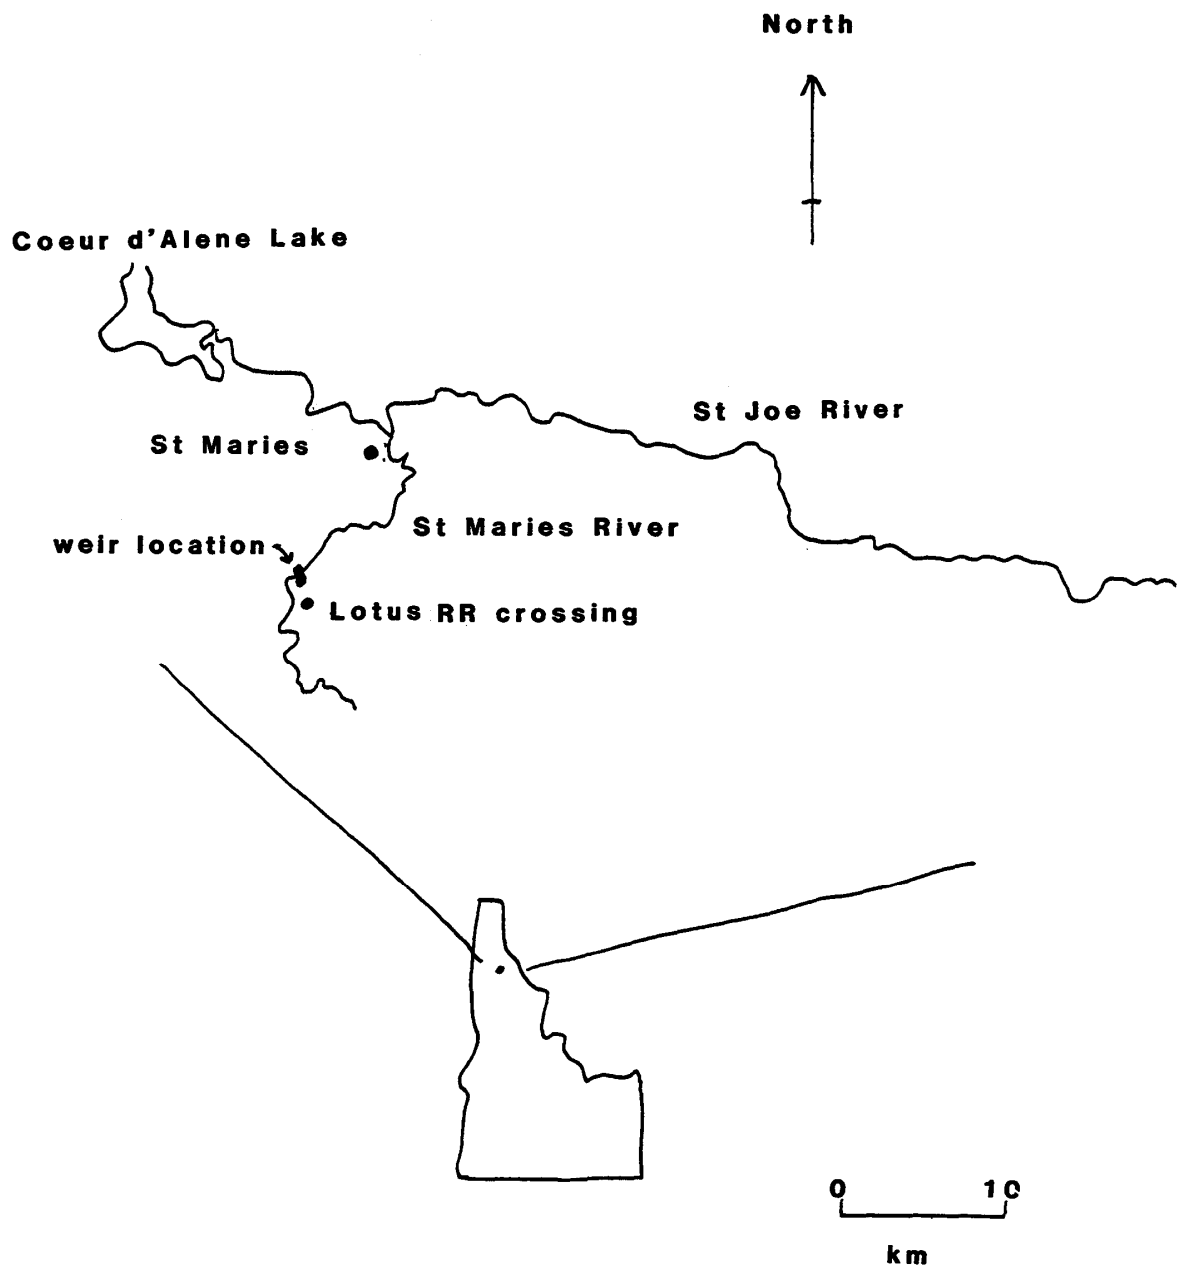 North
Coeur d'Alene Lake
St Joe River
St Maries
St Maries River
weir location
Lotus RR crossing
0 10
km